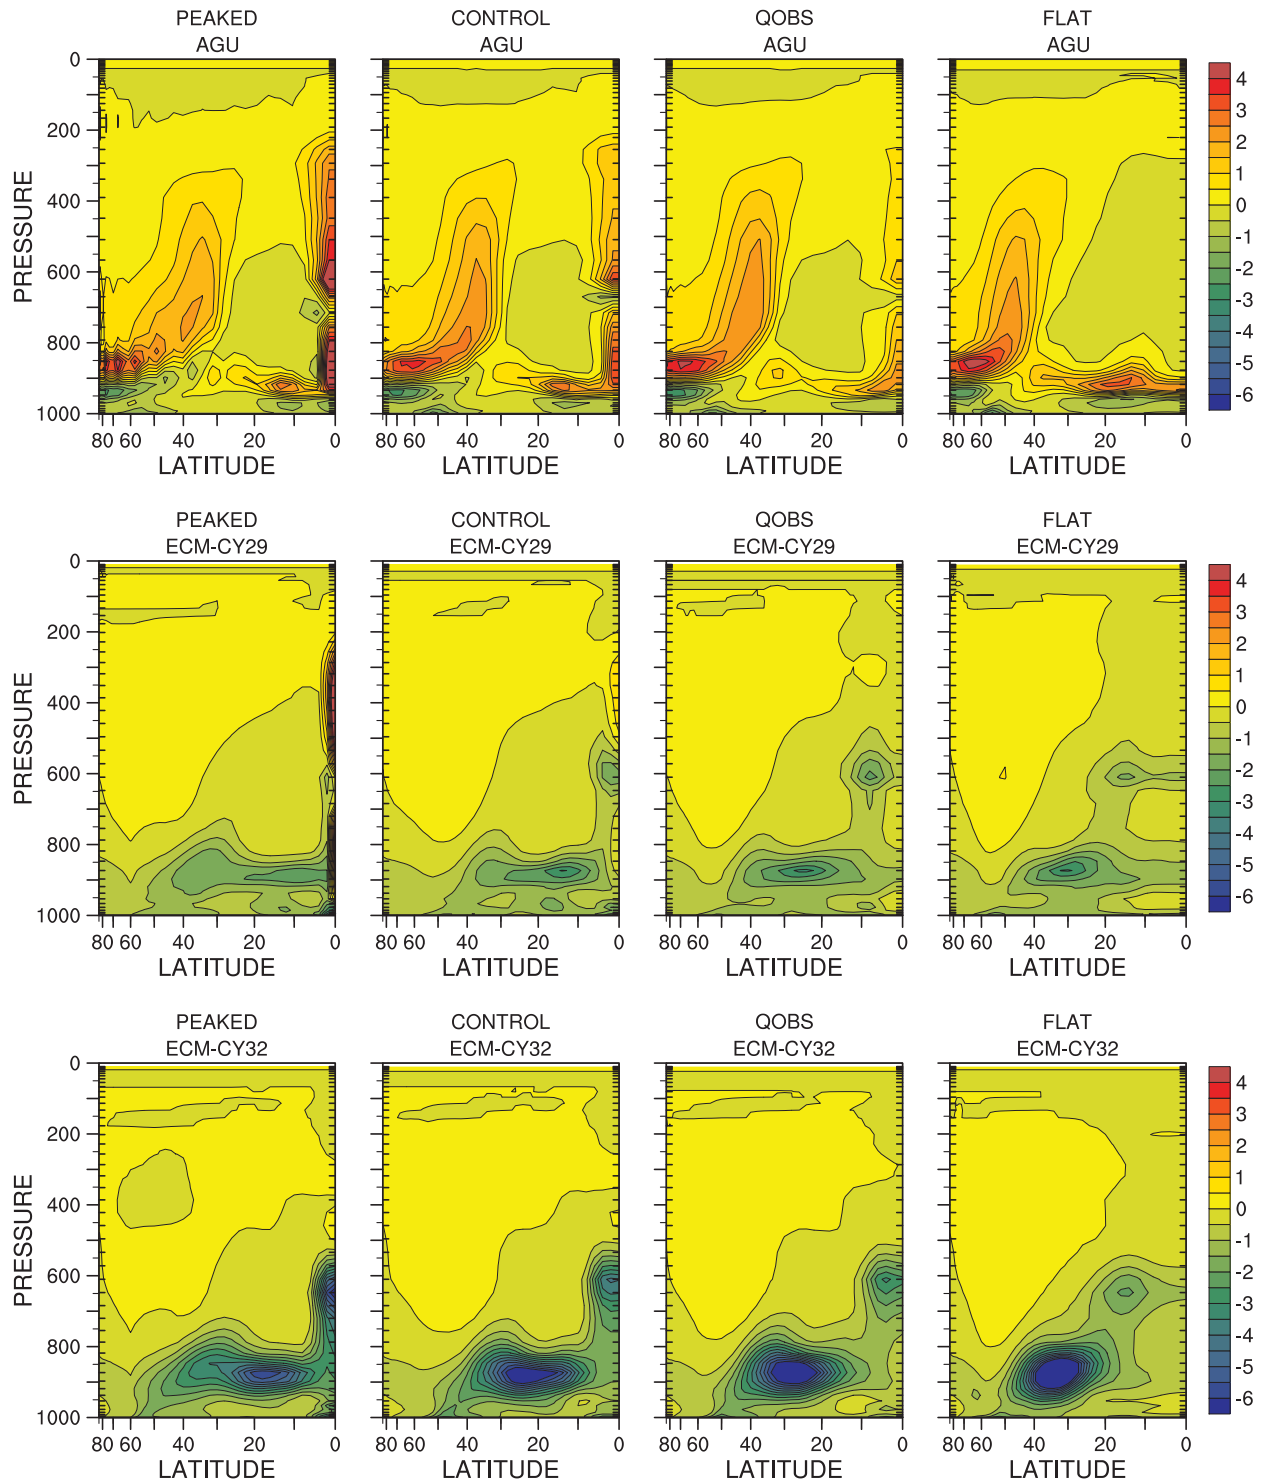 PEAKED CONTROL QOBS FLAT
AGU AGU AGU AGU
PRESSURE
0
200
400
600
800
1000
80 60 40 20 0
80 60 40 20 0
80 60 40 20 0
80 60 40 20 0
LATITUDE LATITUDE LATITUDE LATITUDE
4
3
2
1
0
-1
-2
-3
-4
-5
-6
PEAKED CONTROL QOBS FLAT
ECM-CY29 ECM-CY29 ECM-CY29 ECM-CY29
PRESSURE
0
200
400
600
800
1000
80 60 40 20 0
80 60 40 20 0
80 60 40 20 0
80 60 40 20 0
LATITUDE LATITUDE LATITUDE LATITUDE
4
3
2
1
0
-1
-2
-3
-4
-5
-6
PEAKED CONTROL QOBS FLAT
ECM-CY32 ECM-CY32 ECM-CY32 ECM-CY32
PRESSURE
0
200
400
600
800
1000
80 60 40 20 0
80 60 40 20 0
80 60 40 20 0
80 60 40 20 0
LATITUDE LATITUDE LATITUDE LATITUDE
4
3
2
1
0
-1
-2
-3
-4
-5
-6